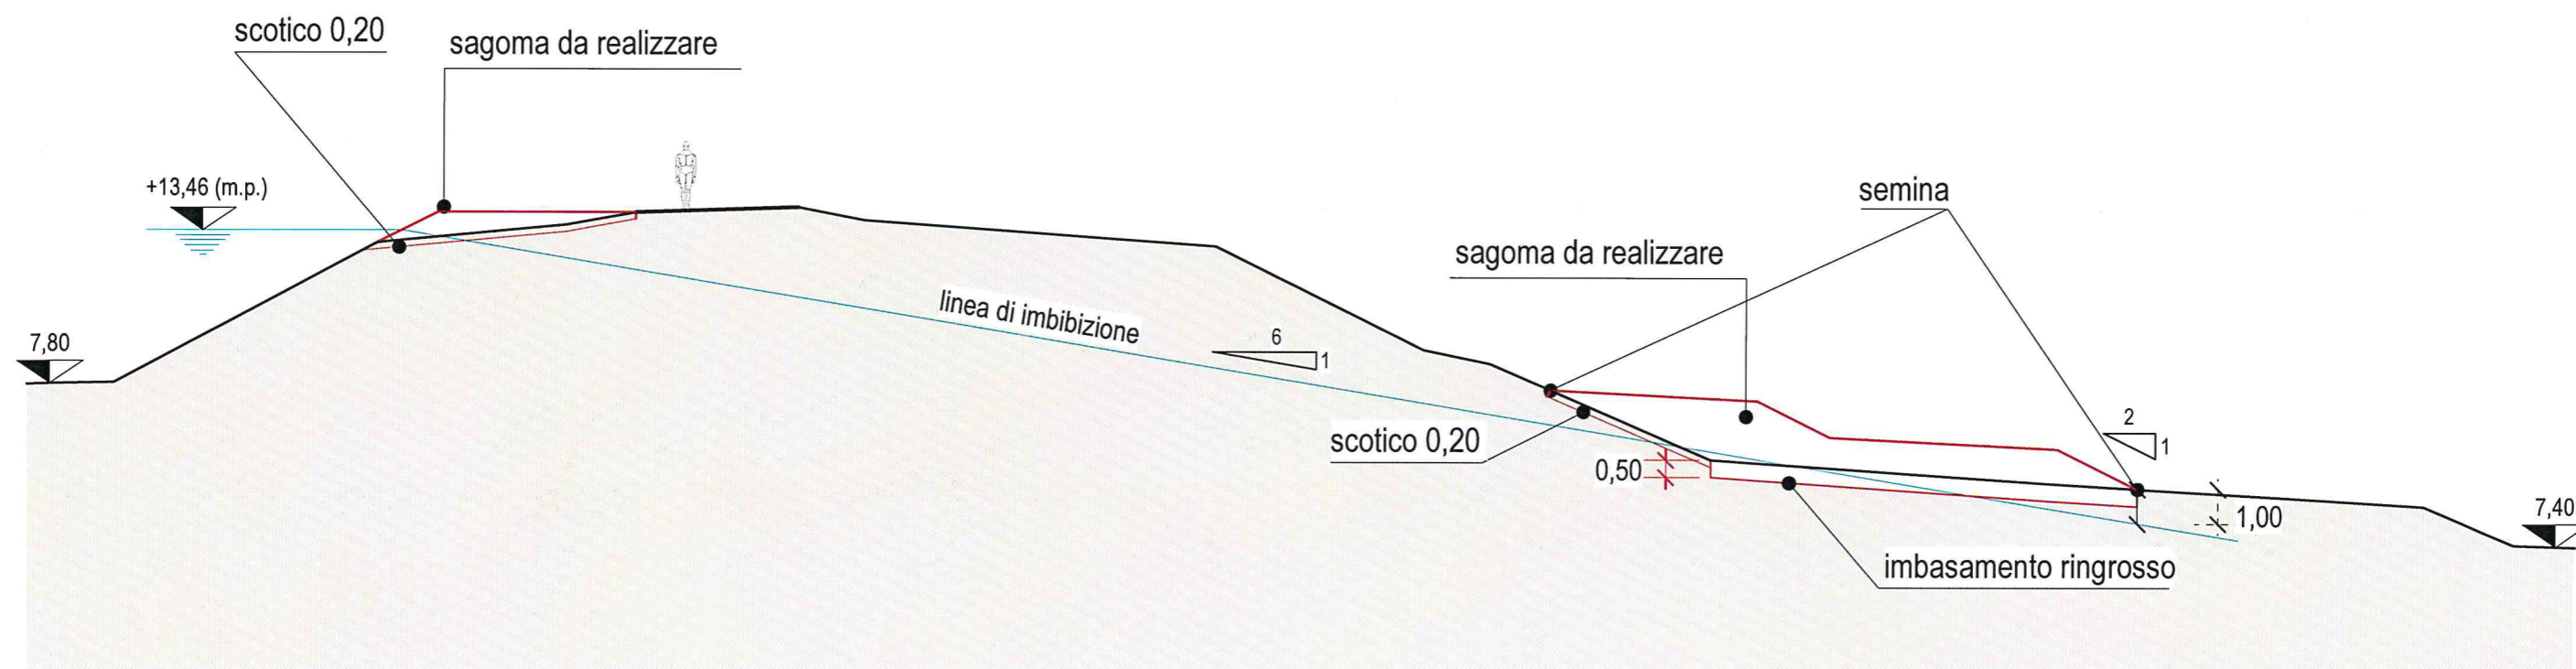 scotico 0,20
sagoma da realizzare
+13,46 (m.p.)
semina
sagoma da realizzare
linea di imbibizione
6
1
7,80
2
1
scotico 0,20
0,50
7,40
1,00
imbasamento ringrosso